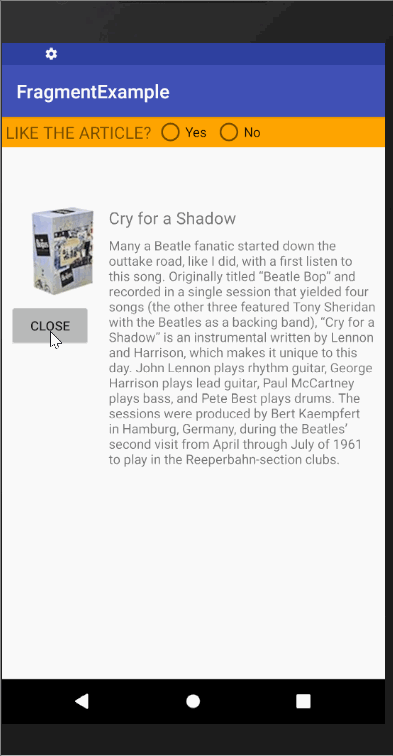 FragmentExample
LIKE THE ARTICLE? Yes No
Cry for a Shadow
Many a Beatle fanatic started down the
outtake road, like I did, with a first listen to
this song. Originally titled “Beatle Bop” and
recorded in a single session that yielded four
songs (the other three featured Tony Sheridan
with the Beatles as a backing band), “Cry for a
Shadow” is an instrumental written by Lennon
and Harrison, which makes it unique to this
day. John Lennon plays rhythm guitar, George
Harrison plays lead guitar, Paul McCartney
plays bass, and Pete Best plays drums. The
sessions were produced by Bert Kaempfert
in Hamburg, Germany, during the Beatles’
second visit from April through July of 1961
to play in the Reeperbahn-section clubs.
CLOSE